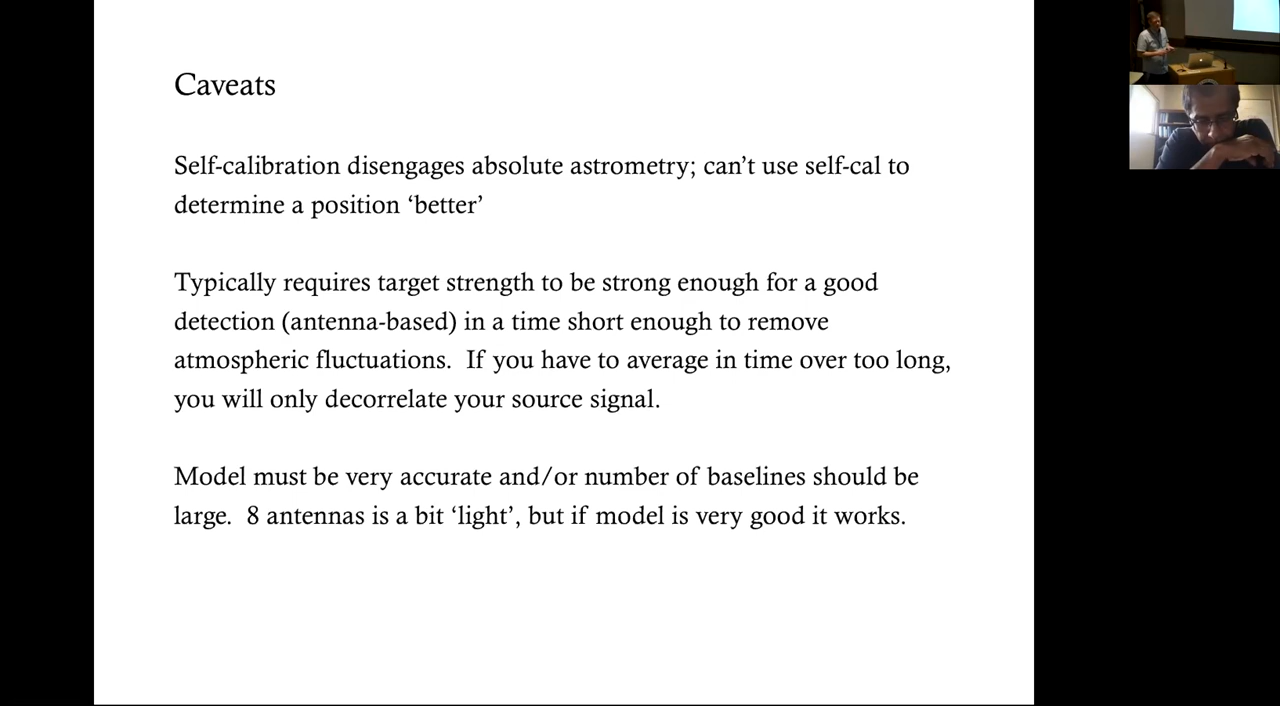 Caveats
Self-calibration disengages absolute astrometry; can’t use self-cal to
determine a position ‘better’
Typically requires target strength to be strong enough for a good
detection (antenna-based) in a time short enough to remove
atmospheric fluctuations.  If you have to average in time over too long,
you will only decorrelate your source signal.
Model must be very accurate and/or number of baselines should be
large.  8 antennas is a bit ‘light’, but if model is very good it works.